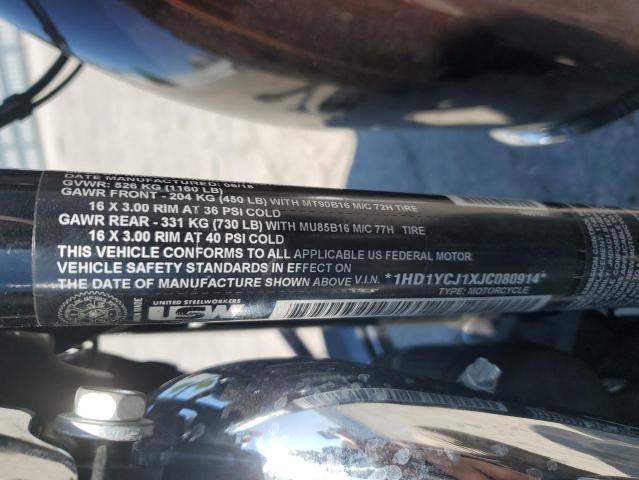 DATE MANUFACTURED: 06/18
GVWR: 526 KG (1160 LB)
GAWR FRONT - 204 KG (450 LB) WITH MT90B16 M/C 72H TIRE
16 X 3.00 RIM AT 36 PSI COLD
GAWR REAR - 331 KG (730 LB) WITH MU85B16 M/C 77H TIRE
16 X 3.00 RIM AT 40 PSI COLD
THIS VEHICLE CONFORMS TO ALL APPLICABLE US FEDERAL MOTOR
VEHICLE SAFETY STANDARDS IN EFFECT ON
THE DATE OF MANUFACTURE SHOWN ABOVE V.I.N. *1HD1YCJ1XJC080914*
TYPE: MOTORCYCLE
UNITED STEELWORKERS
USW